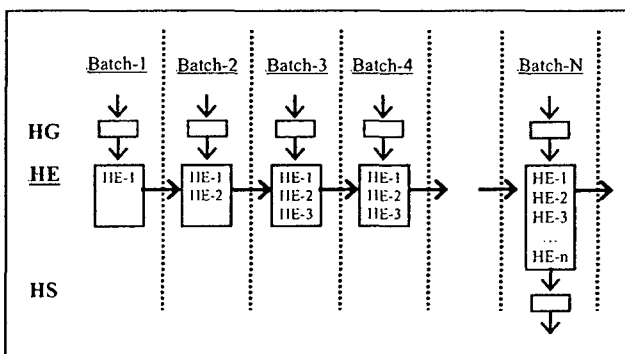 Batch-1 Batch-2 Batch-3 Batch-4 Batch-N
HG
HE
HE-1 HE-1 HE-1 HE-1 HE-1
HE-2 HE-2 HE-2 HE-2
HE-3 HE-3 HE-3
...
HE-n
HS